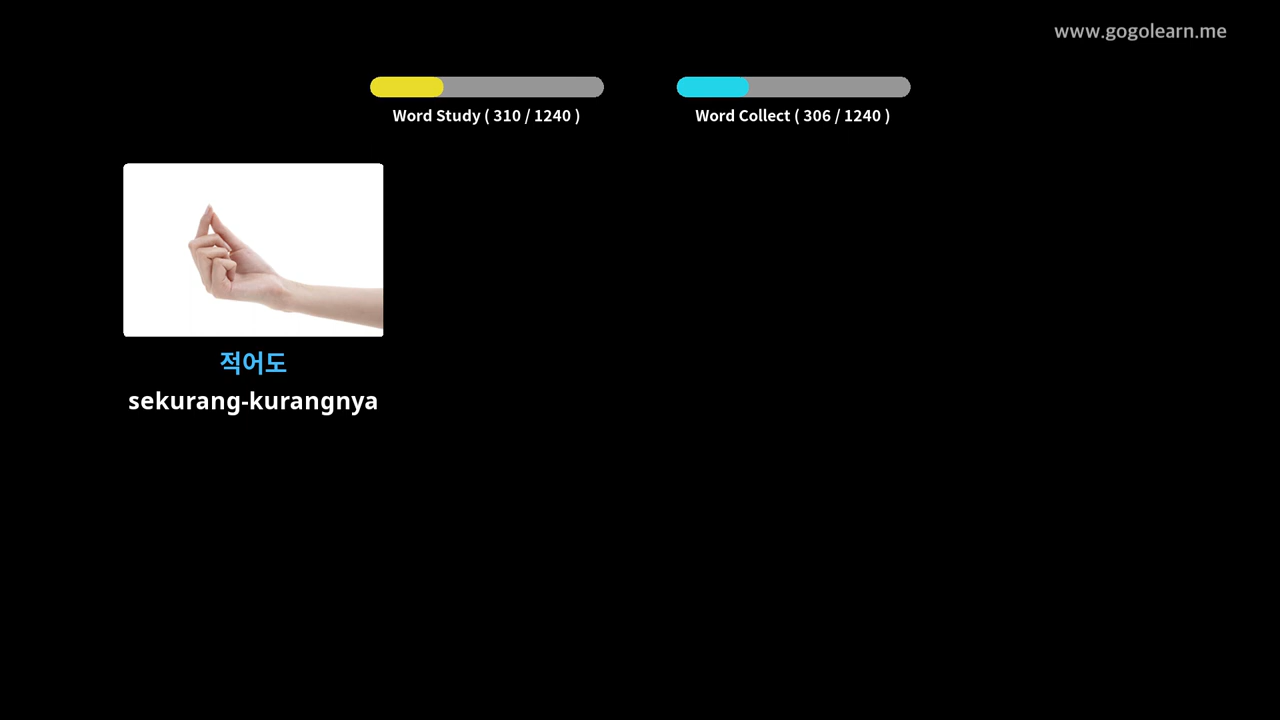 www.gogolearn.me
Word Study ( 310 / 1240 )
Word Collect ( 306 / 1240 )
적어도
sekurang-kurangnya